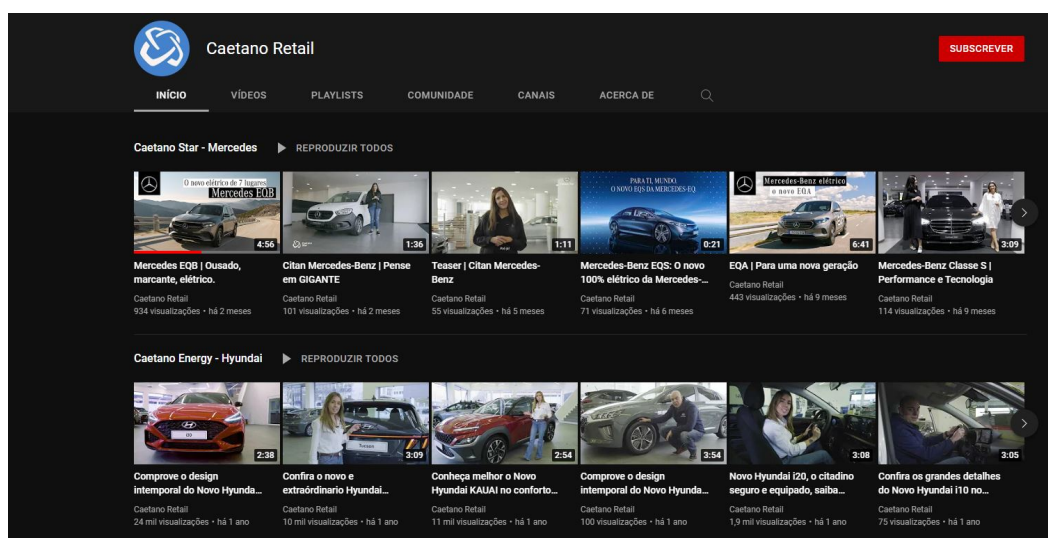 Caetano Retail
SUBSCREVER
INÍCIO VÍDEOS PLAYLISTS COMUNIDADE CANAIS ACERCA DE
Caetano Star - Mercedes REPRODUZIR TODOS
O novo elétrico de 7 lugares
Mercedes EQB
4:56
Mercedes EQB | Ousado,
marcante, elétrico.
Caetano Retail
934 visualizações • há 2 meses
1:36
Citan Mercedes-Benz | Pense
em GIGANTE
Caetano Retail
101 visualizações • há 2 meses
1:11
Teaser | Citan Mercedes-
Benz
Caetano Retail
55 visualizações • há 5 meses
PARA TI, MUNDO.
O NOVO EQS DA MERCEDES-EQ.
0:21
Mercedes-Benz EQS: O novo
100% elétrico da Mercedes-...
Caetano Retail
71 visualizações • há 6 meses
Mercedes-Benz elétrico
o novo EQA
6:41
EQA | Para uma nova geração
Caetano Retail
443 visualizações • há 9 meses
3:09
Mercedes-Benz Classe S |
Performance e Tecnologia
Caetano Retail
114 visualizações • há 9 meses
Caetano Energy - Hyundai REPRODUZIR TODOS
i30
2:38
Comprove o design
intemporal do Novo Hyunda...
Caetano Retail
24 mil visualizações • há 1 ano
Tucson
3:09
Confira o novo e
extraórdinario Hyundai...
Caetano Retail
10 mil visualizações • há 1 ano
2:54
Conheça melhor o Novo
Hyundai KAUAI no conforto...
Caetano Retail
11 mil visualizações • há 1 ano
3:54
Comprove o design
intemporal do Novo Hyunda...
Caetano Retail
100 visualizações • há 1 ano
3:08
Novo Hyundai i20, o citadino
seguro e equipado, saiba...
Caetano Retail
1,9 mil visualizações • há 1 ano
3:05
Confira os grandes detalhes
do Novo Hyundai i10 no...
Caetano Retail
75 visualizações • há 1 ano